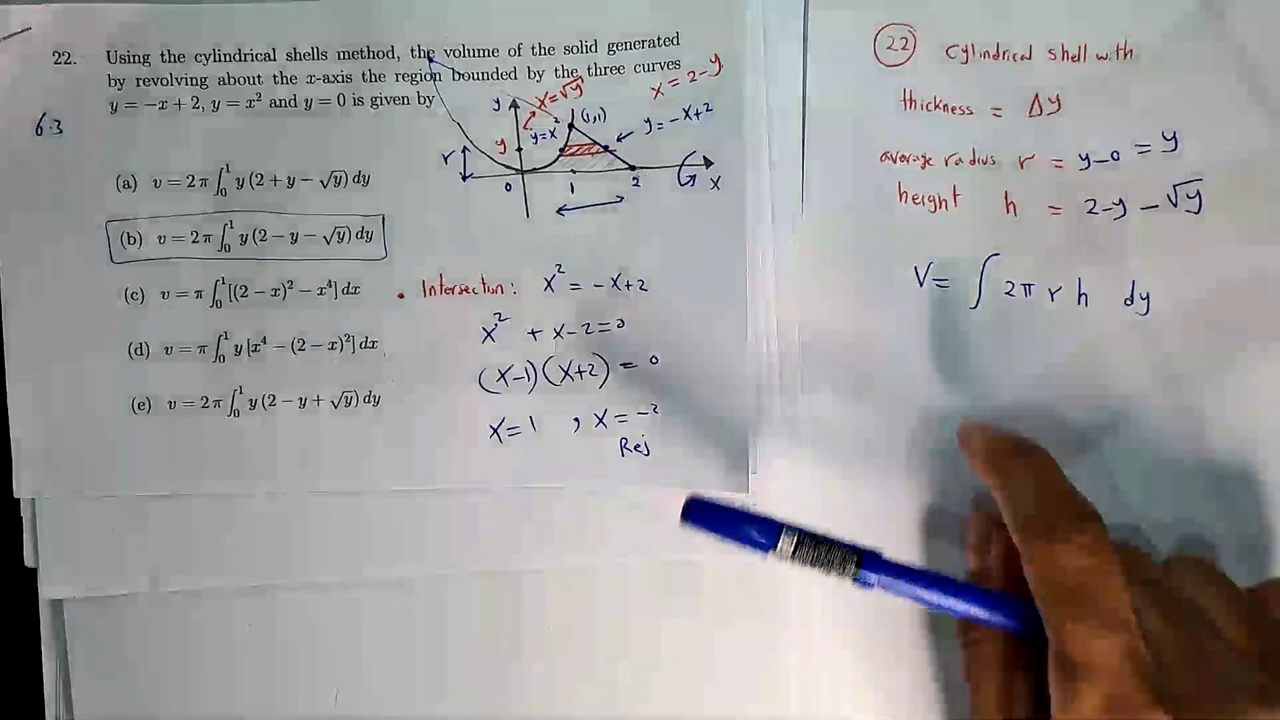 22. Using the cylindrical shells method, the volume of the solid generated
by revolving about the x-axis the region bounded by the three curves
y = −x + 2, y = x² and y = 0 is given by
6.3
(a) v = 2π ∫₀¹ y (2 + y − √y) dy
(b) v = 2π ∫₀¹ y (2 − y − √y) dy
(c) v = π ∫₀¹ [(2 − x)² − x⁴] dx
(d) v = π ∫₀¹ y [x⁴ − (2 − x)²] dx
(e) v = 2π ∫₀¹ y (2 − y + √y) dy
x = √y
x = 2-y
y
(1,1)
y = x²
y = -x+2
y
r
0
1
2
x
• Intersection: x² = -x+2
x² + x-2=0
(x-1)(x+2) = 0
x=1 , x = -2
Rej
22 Cylindrical shell with
thickness = Δy
average radius r = y-0 = y
height h = 2-y - √y
V= ∫ 2π r h dy